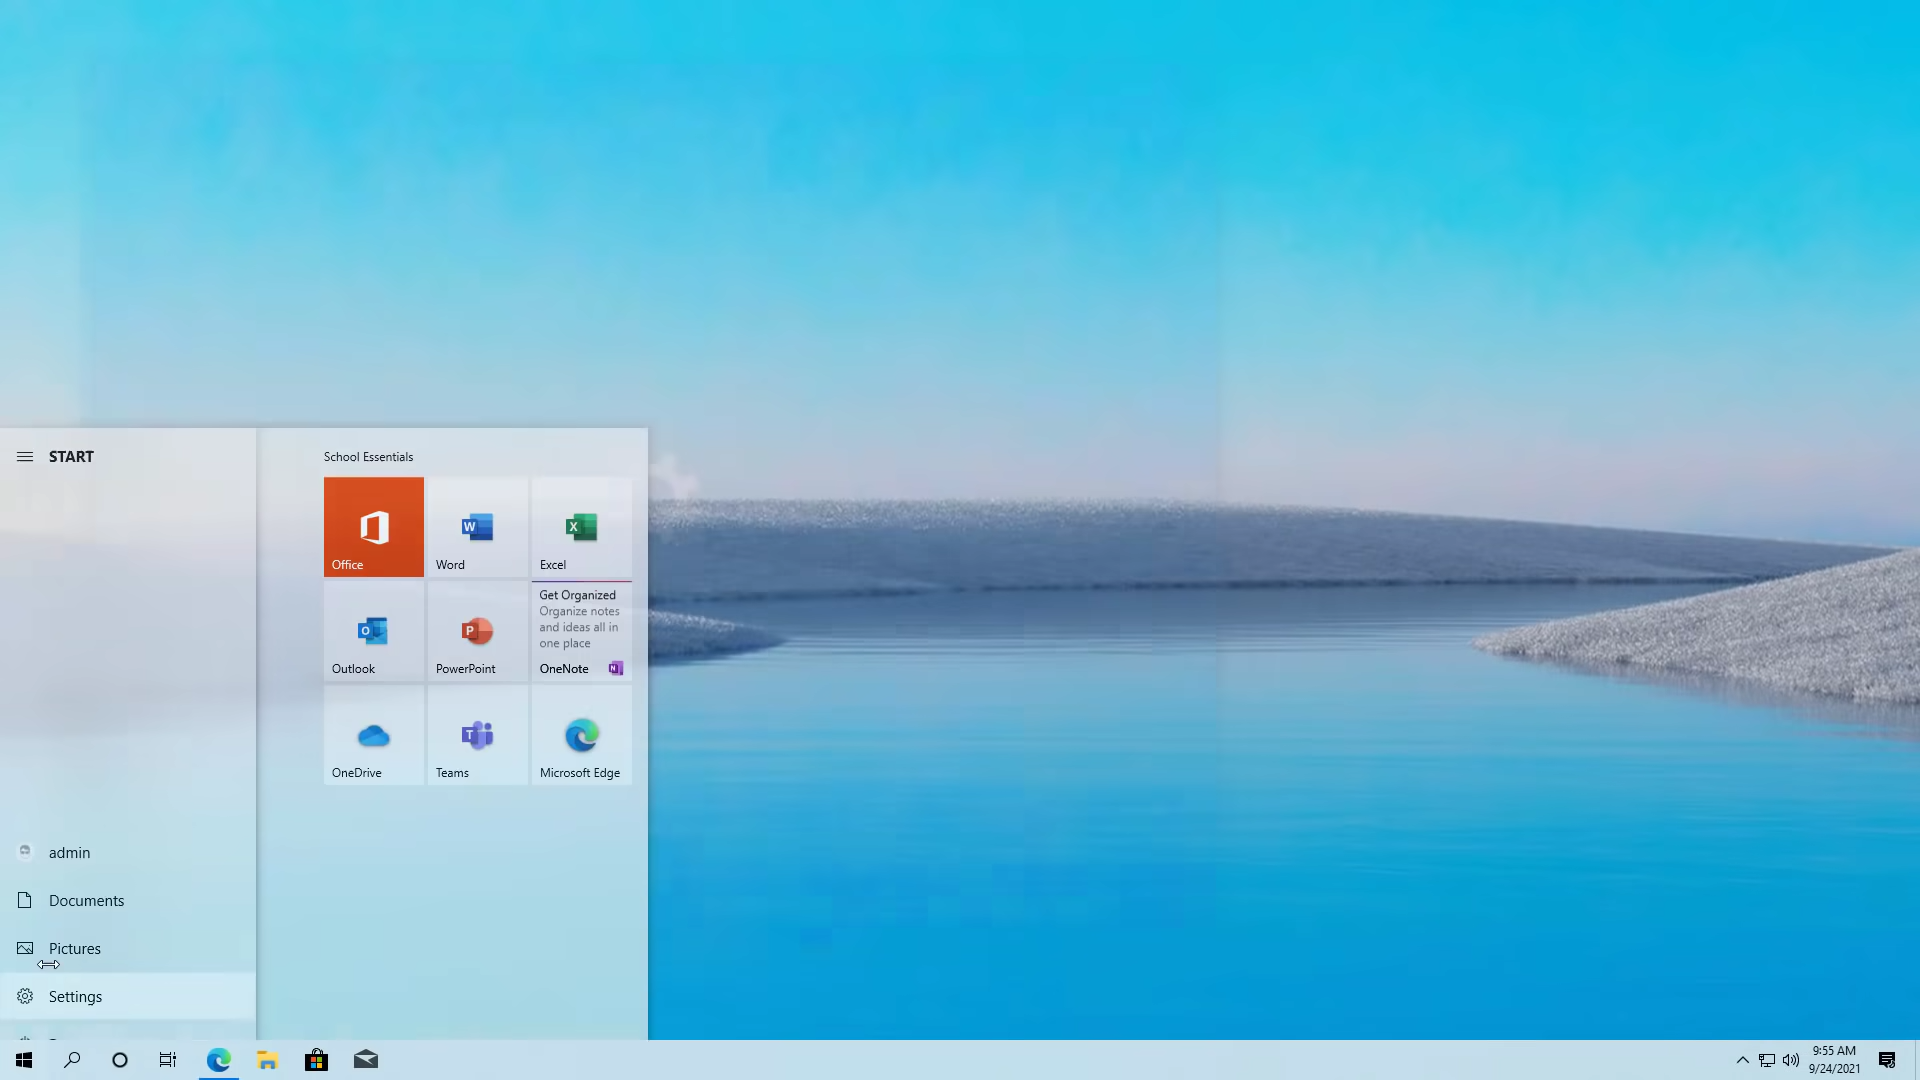 START
School Essentials
Office
Word
Excel
Outlook
PowerPoint
Get Organized
Organize notes
and ideas all in
one place
OneNote
OneDrive
Teams
Microsoft Edge
admin
Documents
Pictures
Settings
9:55 AM
9/24/2021